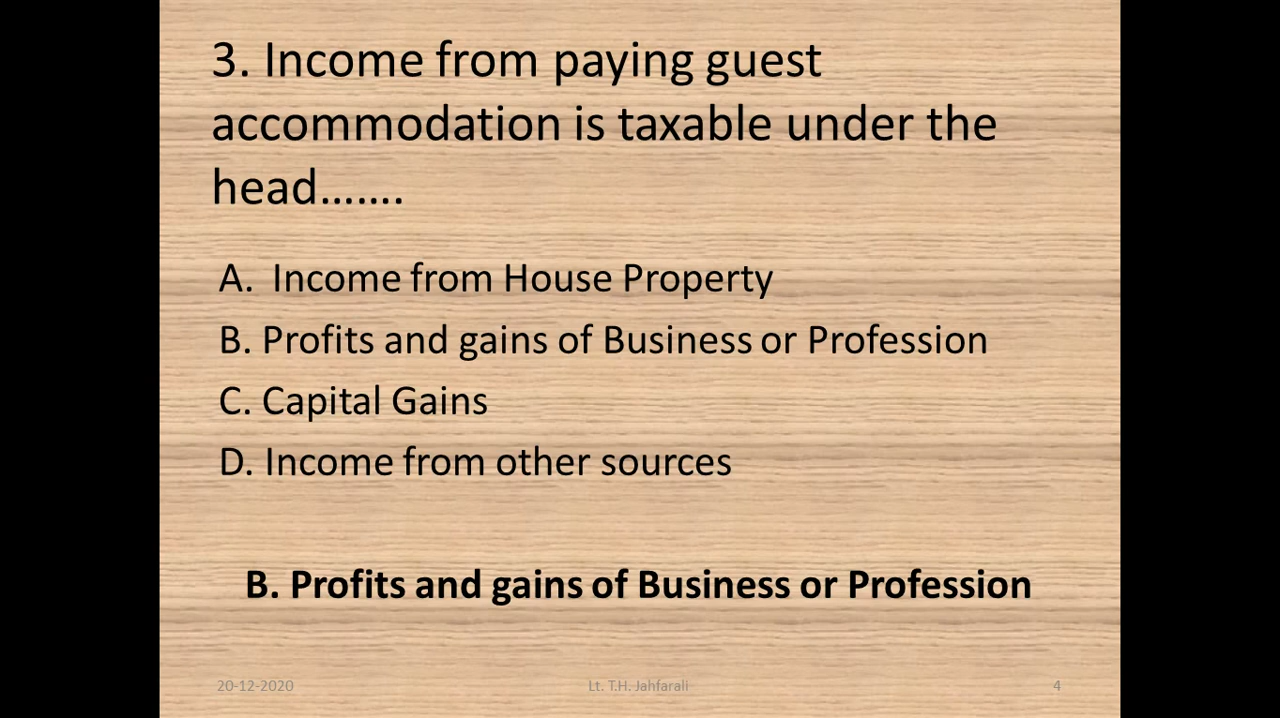 3. Income from paying guest
accommodation is taxable under the
head.......
A. Income from House Property
B. Profits and gains of Business or Profession
C. Capital Gains
D. Income from other sources
B. Profits and gains of Business or Profession
20-12-2020
Lt. T.H. Jahfarali
4